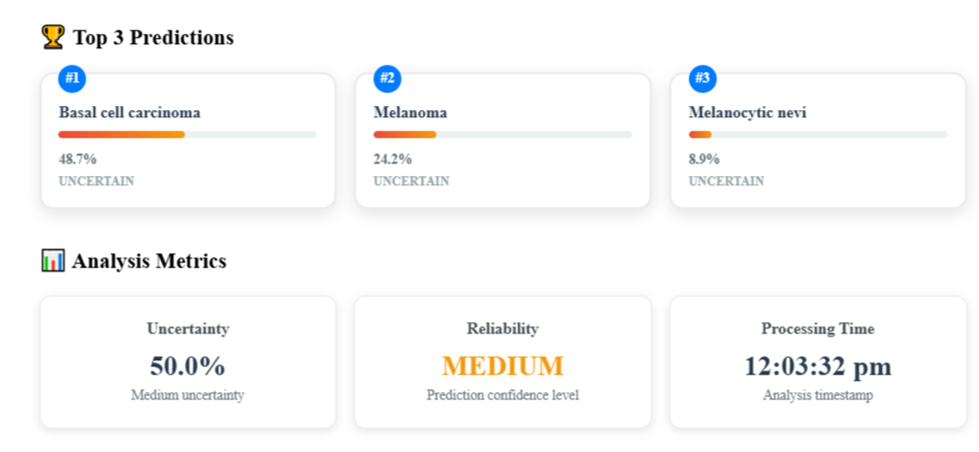 🏆 Top 3 Predictions
#1
Basal cell carcinoma
48.7%
UNCERTAIN
#2
Melanoma
24.2%
UNCERTAIN
#3
Melanocytic nevi
8.9%
UNCERTAIN
📊 Analysis Metrics
Uncertainty
50.0%
Medium uncertainty
Reliability
MEDIUM
Prediction confidence level
Processing Time
12:03:32 pm
Analysis timestamp